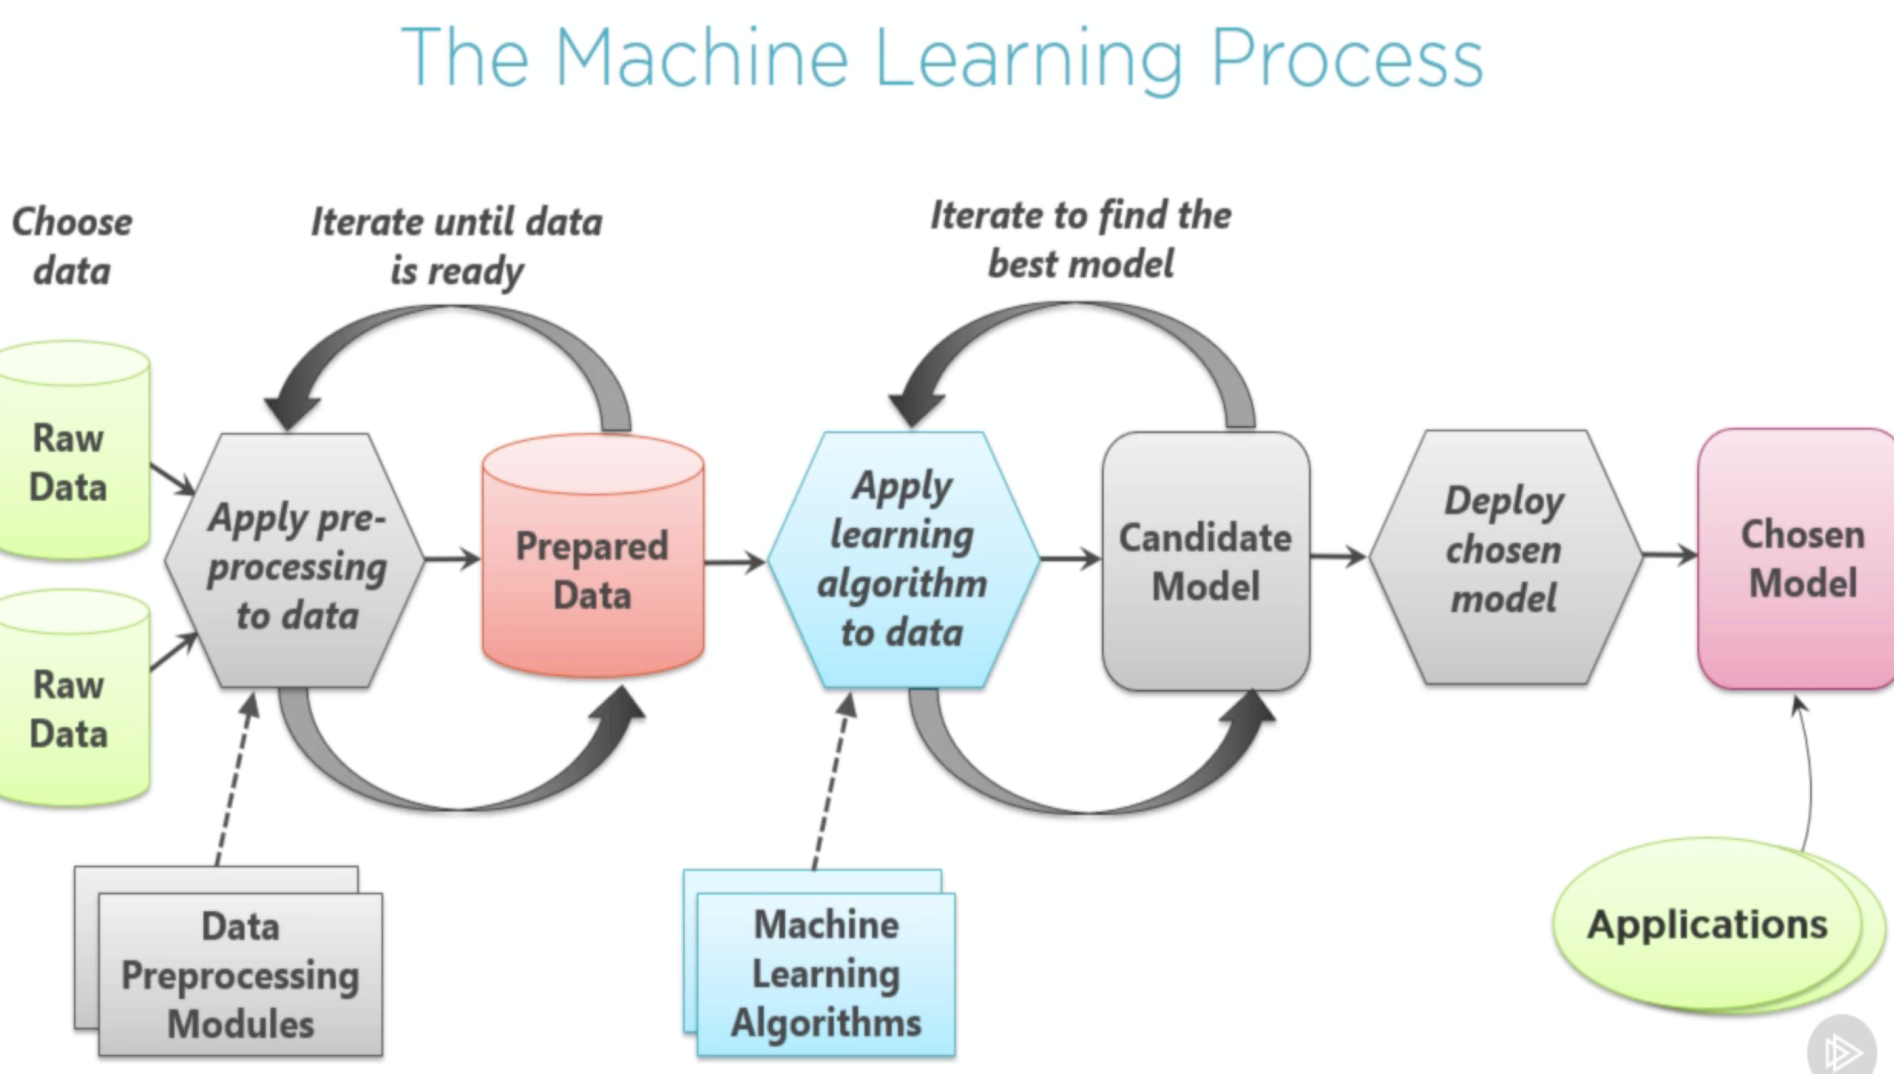 The Machine Learning Process
Choose
data
Iterate until data
is ready
Iterate to find the
best model
Raw
Data
Raw
Data
Apply pre-
processing
to data
Prepared
Data
Apply
learning
algorithm
to data
Candidate
Model
Deploy
chosen
model
Chosen
Model
Data
Preprocessing
Modules
Machine
Learning
Algorithms
Applications